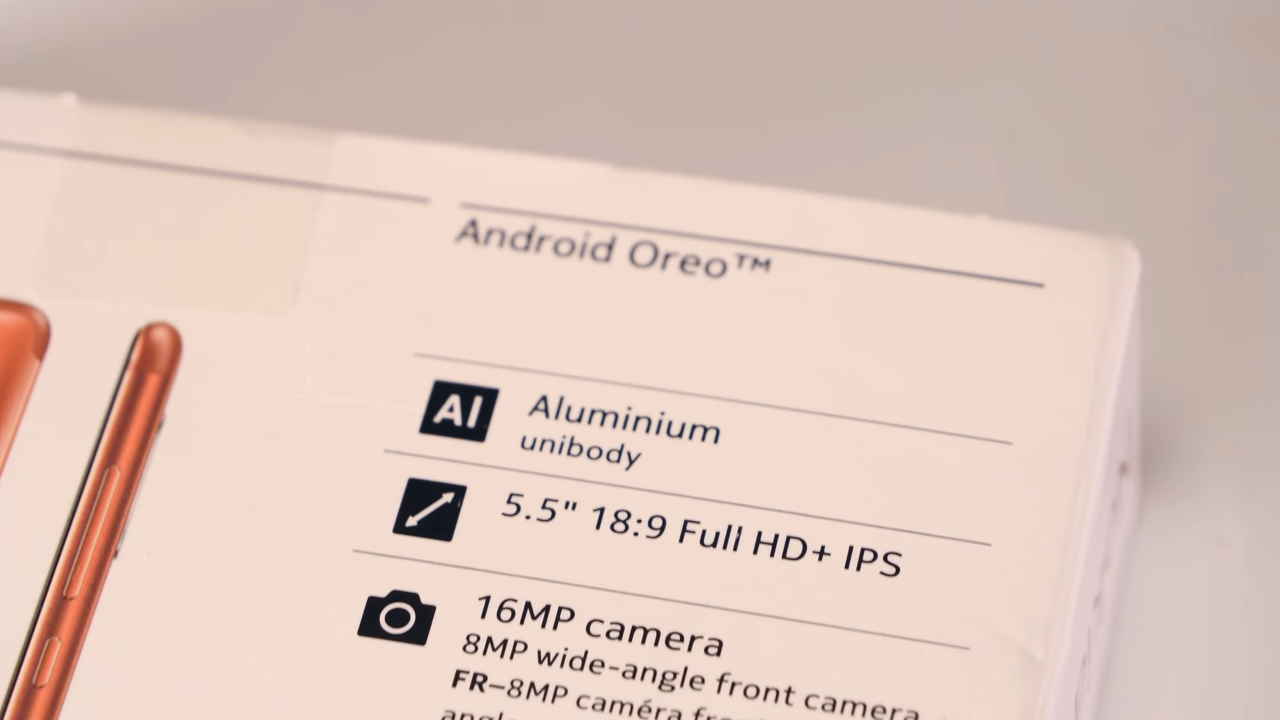 Android Oreo™
Al
Aluminium
unibody
5.5" 18:9 Full HD+ IPS
16MP camera
8MP wide-angle front camera
FR–8MP caméra